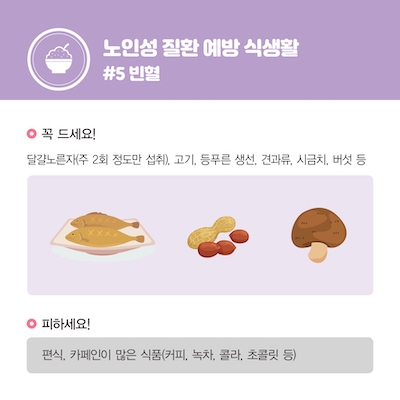 노인성 질환 예방 식생활
#5 빈혈
꼭 드세요!
달걀노른자(주 2회 정도만 섭취), 고기, 등푸른 생선, 견과류, 시금치, 버섯 등
피하세요!
편식, 카페인이 많은 식품(커피, 녹차, 콜라, 초콜릿 등)